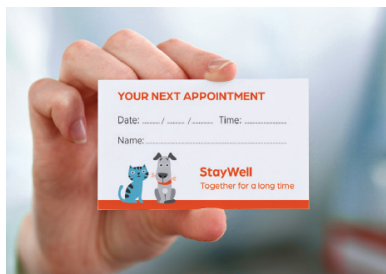 YOUR NEXT APPOINTMENT
Date: ....... / ....... /........ Time: .................
Name:.........................................................
StayWell
Together for a long time